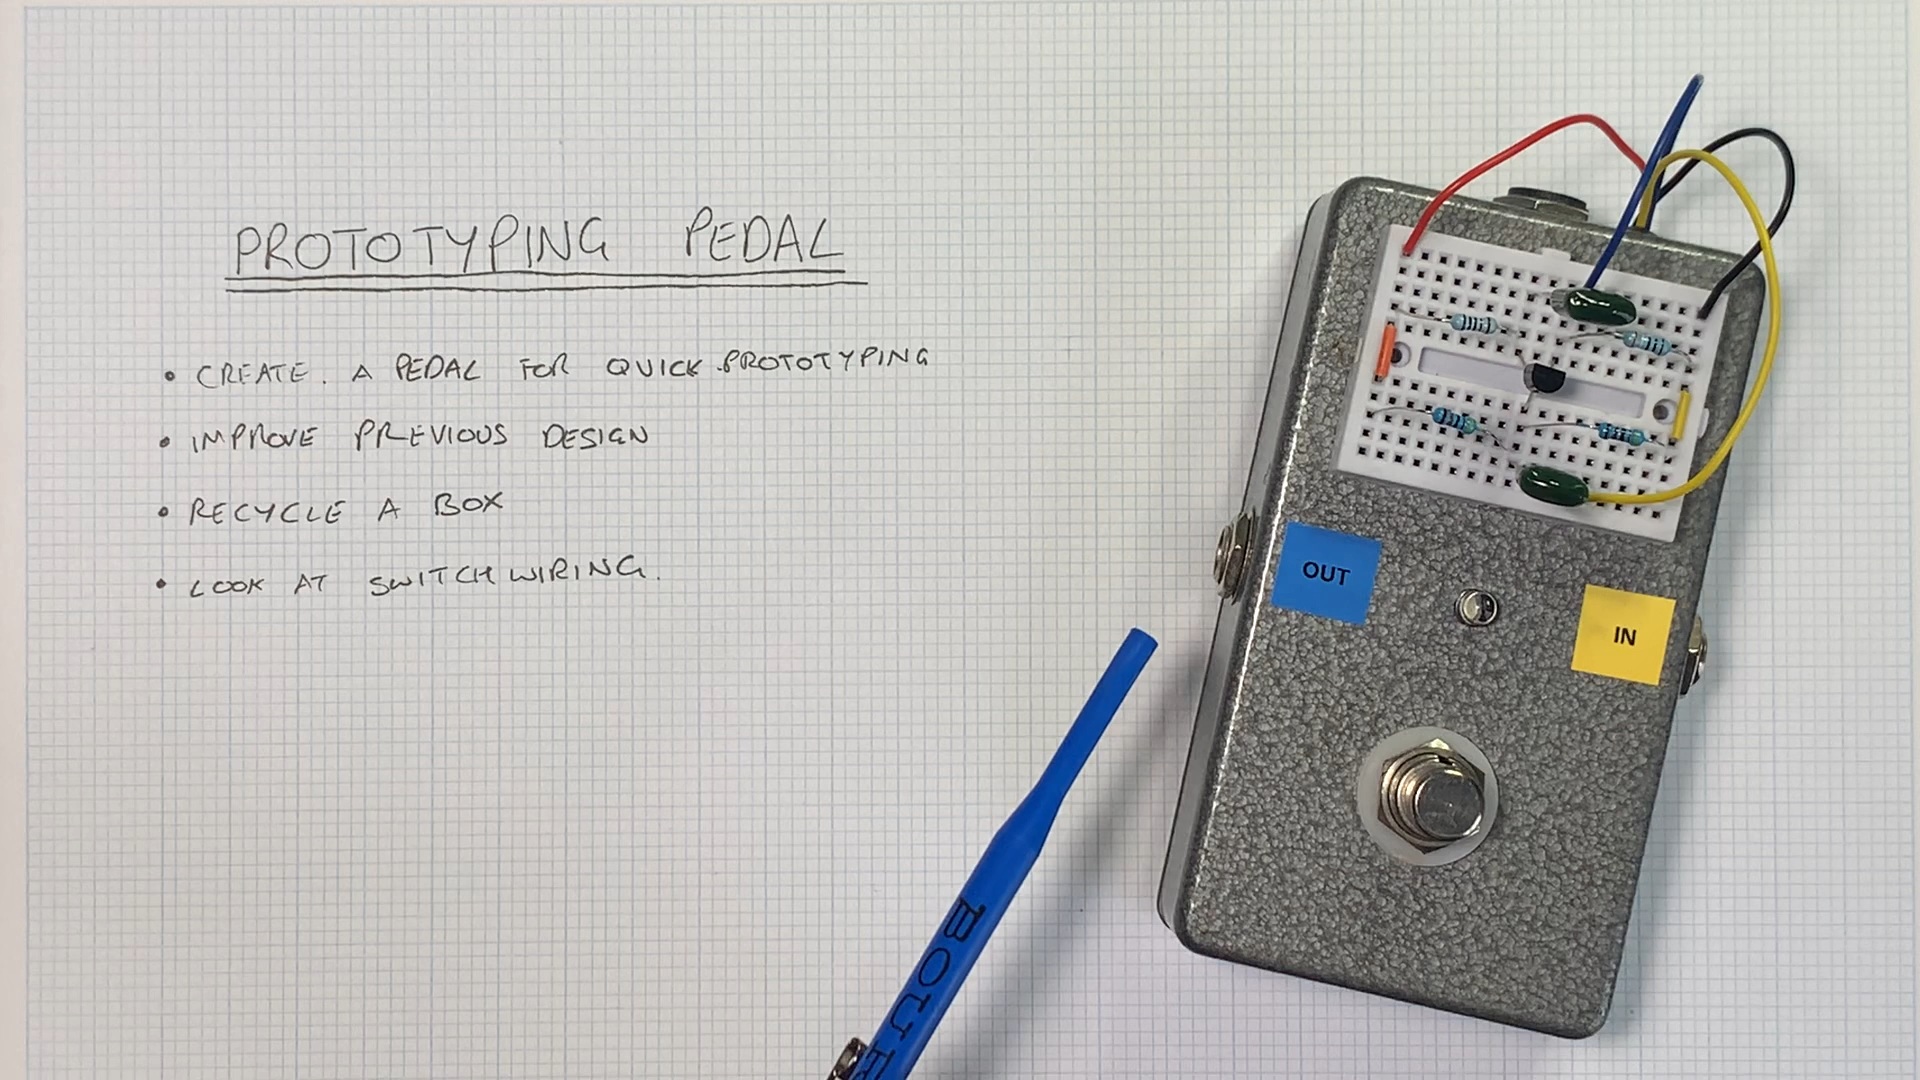 PROTOTYPING PEDAL
• CREATE A PEDAL FOR QUICK PROTOTYPING
• IMPROVE PREVIOUS DESIGN
• RECYCLE A BOX
• LOOK AT SWITCH WIRING.
OUT
IN